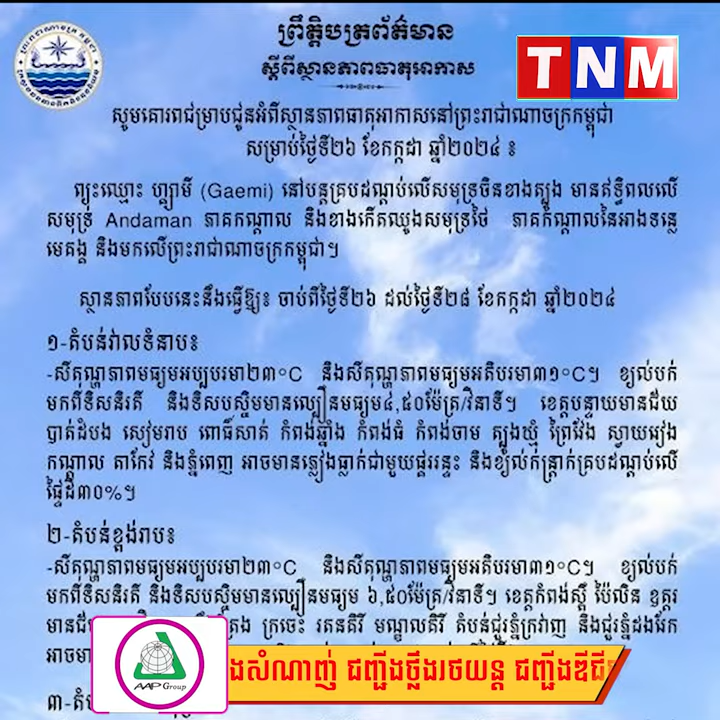 ព្រឹត្តិបត្រព័ត៌មាន
ស្ដីពីស្ថានភាពធាតុអាកាស
TNM
សូមគោរពជម្រាបជូនអំពីស្ថានភាពធាតុអាកាសនៅព្រះរាជាណាចក្រកម្ពុជា
សម្រាប់ថ្ងៃទី២៦ ខែកក្កដា ឆ្នាំ២០២៤ ៖
ព្យុះឈ្មោះ ហ្គាមី (Gaemi) នៅបន្តគ្របដណ្ដប់លើសមុទ្រចិនខាងត្បូង មានឥទ្ធិពលលើ
សមុទ្រ Andaman ភាគកណ្ដាល និងខាងកើតឈូងសមុទ្រថៃ ភាគកណ្ដាលនៃអាងទន្លេ
មេគង្គ និងមកលើព្រះរាជាណាចក្រកម្ពុជា។
ស្ថានភាពបែបនេះនឹងធ្វើឱ្យ៖ ចាប់ពីថ្ងៃទី២៦ ដល់ថ្ងៃទី២៨ ខែកក្កដា ឆ្នាំ២០២៤
១-តំបន់វាលទំនាប៖
-សីតុណ្ហភាពមធ្យមអប្បបរមា២៣°C និងសីតុណ្ហភាពមធ្យមអតិបរមា៣១°C។ ខ្យល់បក់
មកពីទិសនិរតី និងទិសបស្ចិមមានល្បឿនមធ្យម៤,៥០ម៉ែត្រ/វិនាទី។ ខេត្តបន្ទាយមានជ័យ
បាត់ដំបង សៀមរាប ពោធិ៍សាត់ កំពង់ឆ្នាំង កំពង់ធំ កំពង់ចាម ត្បូងឃ្មុំ ព្រៃវែង ស្វាយរៀង
កណ្ដាល តាកែវ និងភ្នំពេញ អាចមានភ្លៀងធ្លាក់ជាមួយផ្គររន្ទះ និងខ្យល់កន្ត្រាក់គ្របដណ្ដប់លើ
ផ្ទៃដី៣០%។
២-តំបន់ខ្ពង់រាប៖
-សីតុណ្ហភាពមធ្យមអប្បបរមា២៣°C និងសីតុណ្ហភាពមធ្យមអតិបរមា៣១°C។ ខ្យល់បក់
មកពីទិសនិរតី និងទិសបស្ចិមមានល្បឿនមធ្យម ៦,៥០ម៉ែត្រ/វិនាទី។ ខេត្តកំពង់ស្ពឺ ប៉ៃលិន ឧត្ដរ
មានជ័យ ត្រែង ក្រចេះ រតនគិរី មណ្ឌលគិរី តំបន់ជួរភ្នំក្រវាញ និងជួរភ្នំដងរែក
អាចមាន
AAP Group
ងសំណាញ់ ជញ្ជីងថ្លឹងរថយន្ត ជញ្ជីងឌីជី
៣-តំបន់